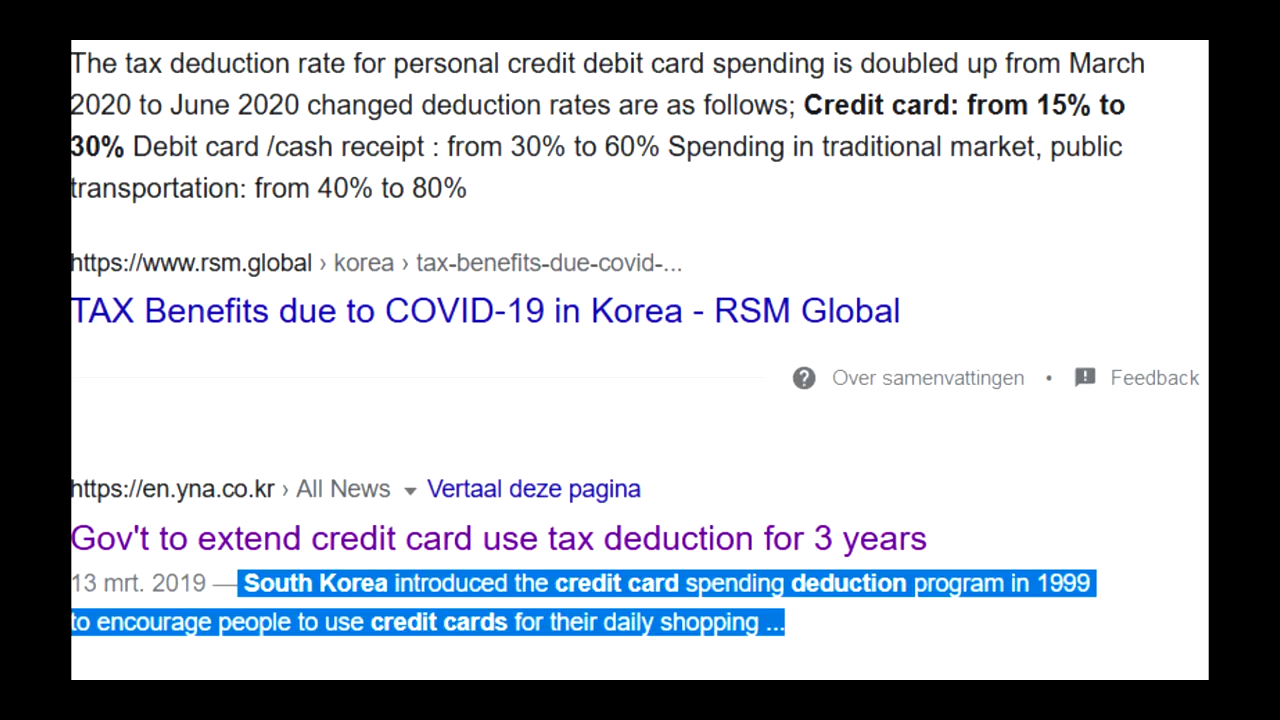 The tax deduction rate for personal credit debit card spending is doubled up from March
2020 to June 2020 changed deduction rates are as follows; Credit card: from 15% to
30% Debit card /cash receipt : from 30% to 60% Spending in traditional market, public
transportation: from 40% to 80%
https://www.rsm.global › korea › tax-benefits-due-covid-...
TAX Benefits due to COVID-19 in Korea - RSM Global
Over samenvattingen • Feedback
https://en.yna.co.kr › All News Vertaal deze pagina
Gov't to extend credit card use tax deduction for 3 years
13 mrt. 2019 — South Korea introduced the credit card spending deduction program in 1999
to encourage people to use credit cards for their daily shopping ...